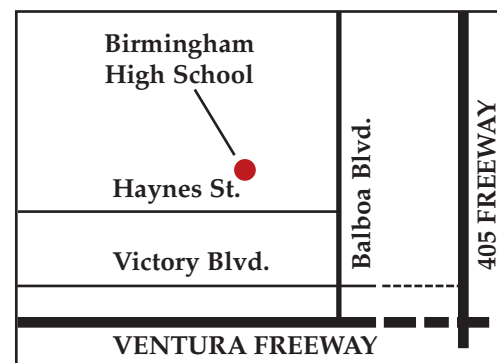 Birmingham
High School
Haynes St.
Victory Blvd.
Balboa Blvd.
405 FREEWAY
VENTURA FREEWAY